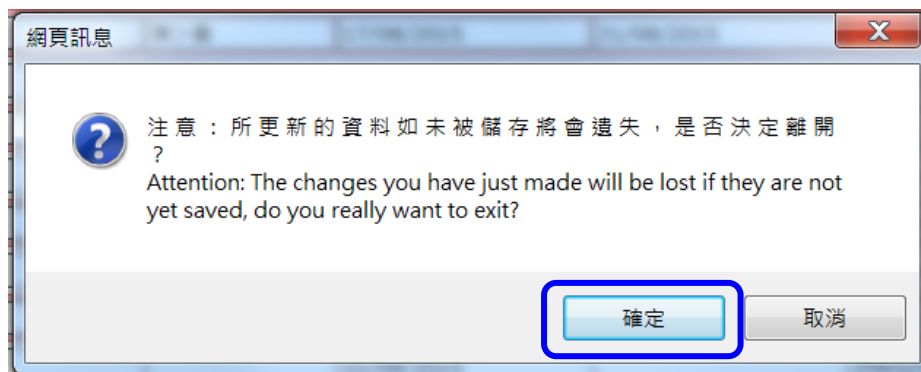 網頁訊息
注意：所更新的資料如未被儲存將會遺失，是否決定離開
?
Attention: The changes you have just made will be lost if they are not
yet saved, do you really want to exit?
確定
取消